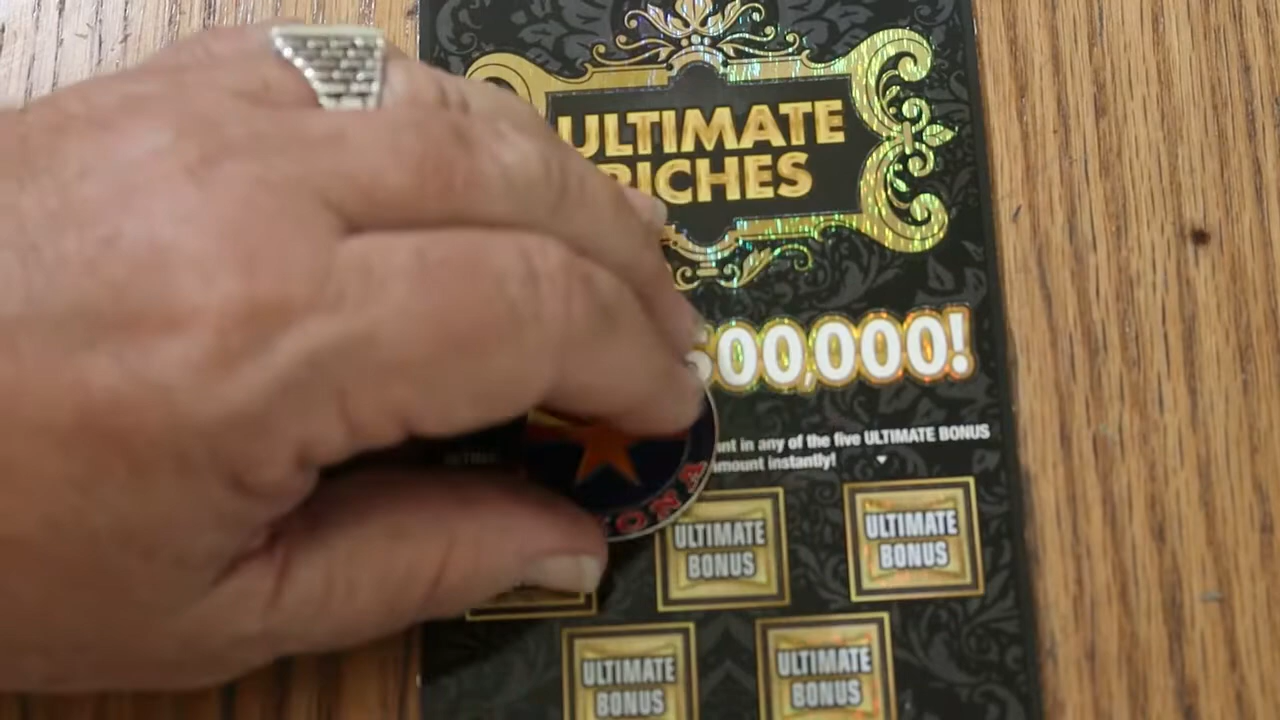 ULTIMATE
RICHES
500,000!
in any of the five ULTIMATE BONUS
amount instantly!
ULTIMATE
BONUS
ULTIMATE
BONUS
ULTIMATE
BONUS
ULTIMATE
BONUS